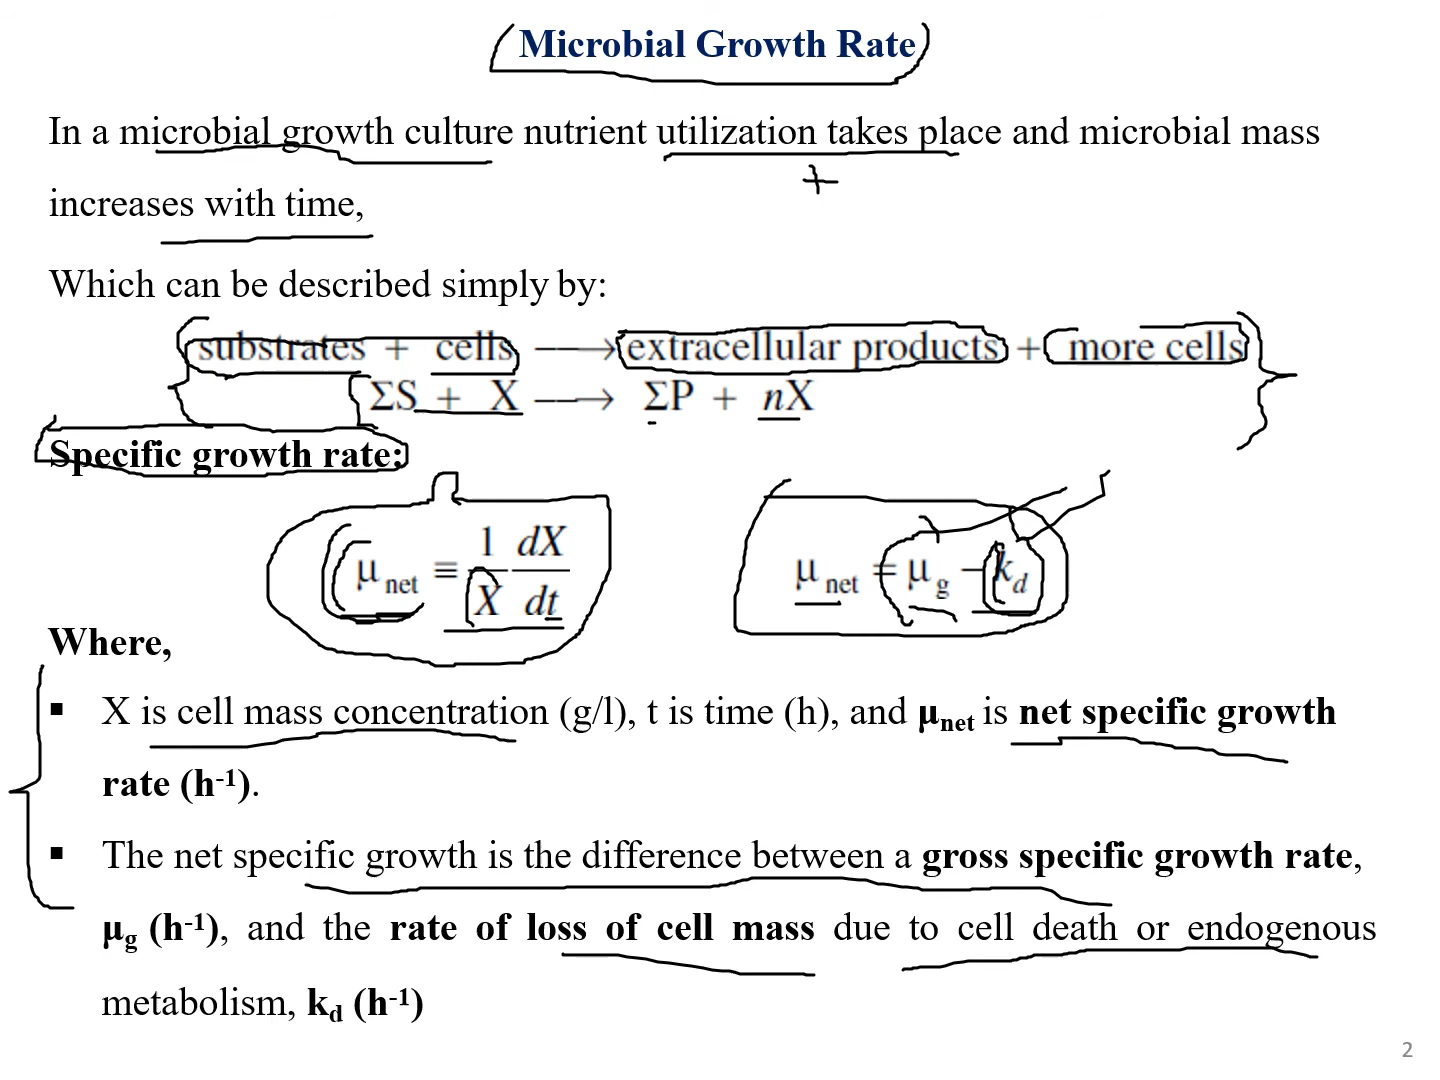 Microbial Growth Rate
In a microbial growth culture nutrient utilization takes place and microbial mass
increases with time,
+
Which can be described simply by:
substrates + cells ⟶ extracellular products + more cells
ΣS + X ⟶ ΣP + nX
Specific growth rate:
μnet ≡ 1/X dX/dt
μnet = μg − kd
Where,
▪ X is cell mass concentration (g/l), t is time (h), and μnet is net specific growth
rate (h-1).
▪ The net specific growth is the difference between a gross specific growth rate,
μg (h-1), and the rate of loss of cell mass due to cell death or endogenous
metabolism, kd (h-1)
2